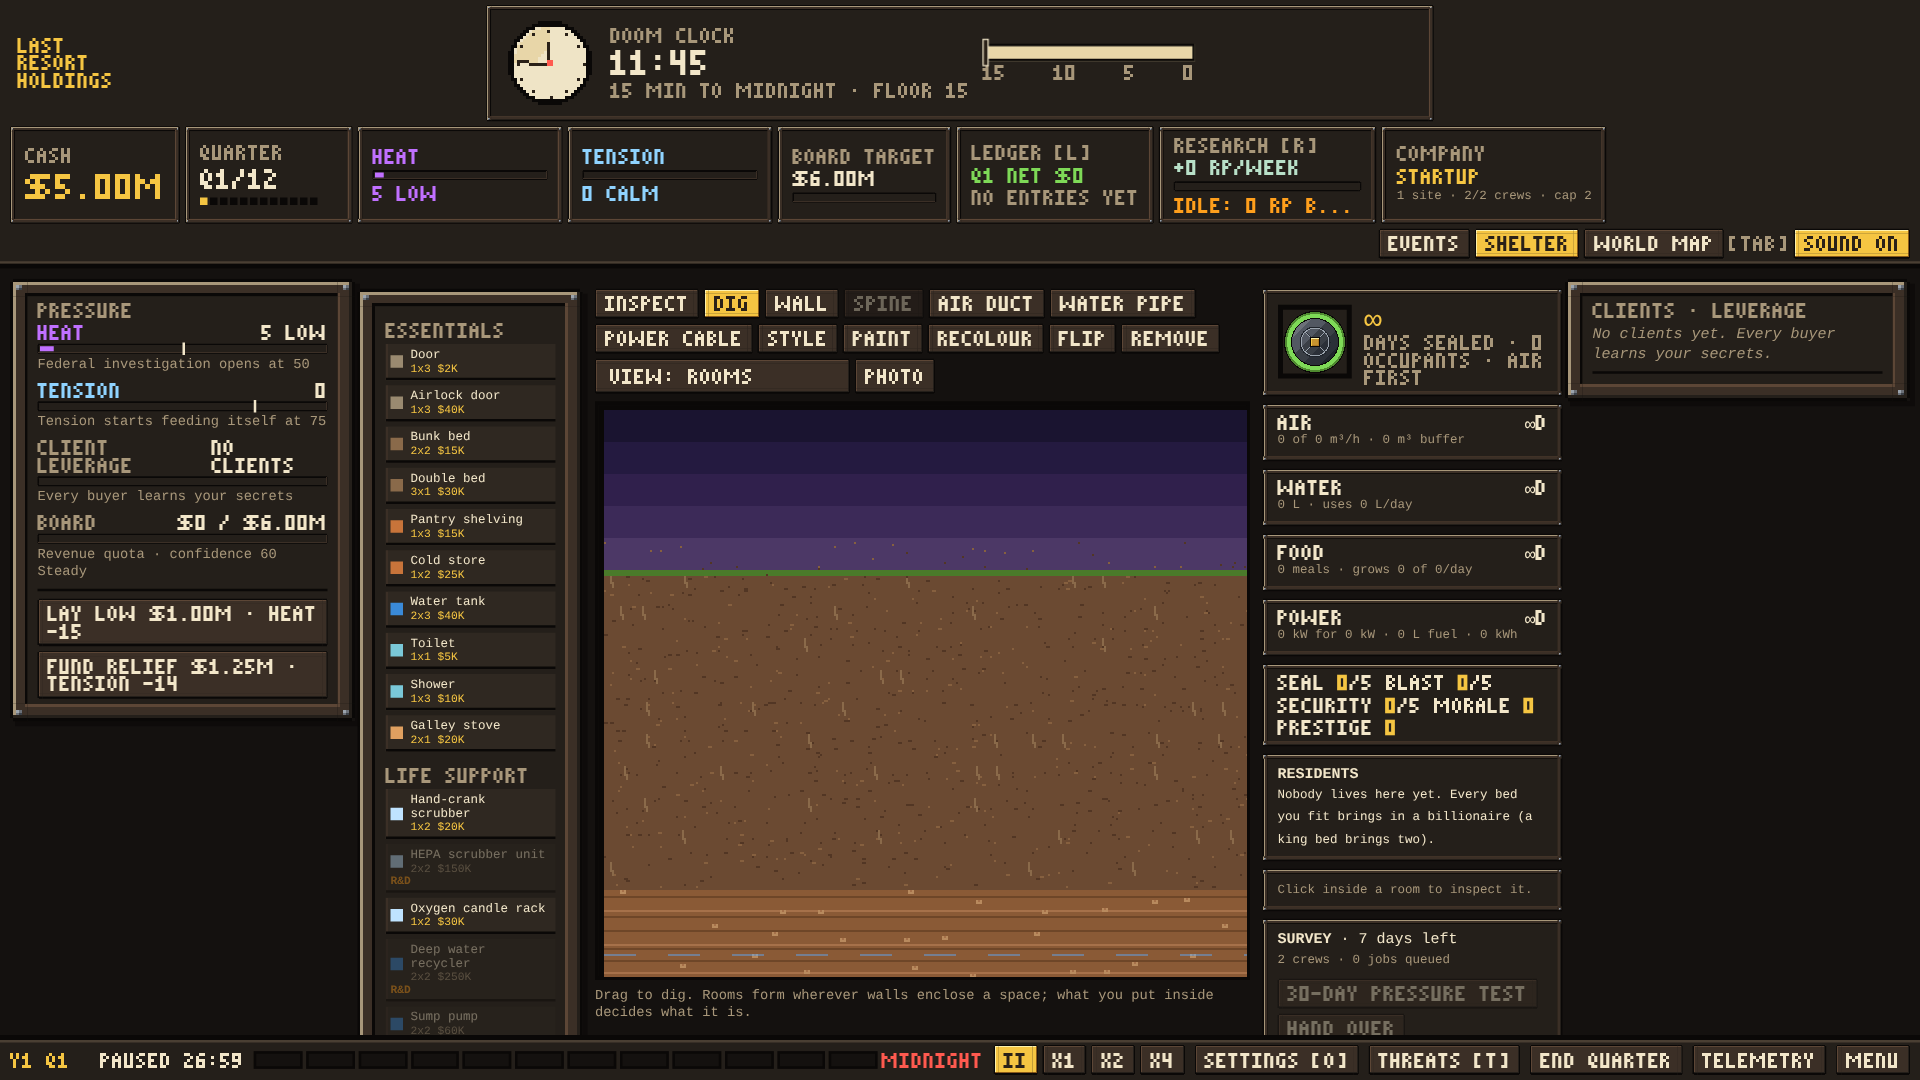 LAST
RESORT
HOLDINGS
DOOM CLOCK
11:45
15 MIN TO MIDNIGHT · FLOOR 15
15 10 5 0
CASH
$5.00M
QUARTER
Q1/12
HEAT
5 LOW
TENSION
0 CALM
BOARD TARGET
$6.00M
LEDGER [L]
Q1 NET $0
NO ENTRIES YET
RESEARCH [R]
+0 RP/WEEK
IDLE: 0 RP B...
COMPANY
STARTUP
1 site · 2/2 crews · cap 2
EVENTS
SHELTER
WORLD MAP
[TAB]
SOUND ON
PRESSURE
HEAT 5 LOW
Federal investigation opens at 50
TENSION 0
Tension starts feeding itself at 75
CLIENT LEVERAGE NO CLIENTS
Every buyer learns your secrets
BOARD $0 / $6.00M
Revenue quota · confidence 60
Steady
LAY LOW $1.00M · HEAT
-15
FUND RELIEF $1.25M ·
TENSION -14
ESSENTIALS
Door
1x3 $2K
Airlock door
1x3 $40K
Bunk bed
2x2 $15K
Double bed
3x1 $30K
Pantry shelving
1x3 $15K
Cold store
1x2 $25K
Water tank
2x3 $40K
Toilet
1x1 $5K
Shower
1x3 $10K
Galley stove
2x1 $20K
LIFE SUPPORT
Hand-crank
scrubber
1x2 $20K
HEPA scrubber unit
2x2 $150K
R&D
Oxygen candle rack
1x2 $30K
Deep water
recycler
2x2 $250K
R&D
Sump pump
2x2 $60K
INSPECT
DIG
WALL
SPINE
AIR DUCT
WATER PIPE
POWER CABLE
STYLE
PAINT
RECOLOUR
FLIP
REMOVE
VIEW: ROOMS
PHOTO
Drag to dig. Rooms form wherever walls enclose a space; what you put inside
decides what it is.
∞
DAYS SEALED · 0
OCCUPANTS · AIR
FIRST
AIR ∞D
0 of 0 m³/h · 0 m³ buffer
WATER ∞D
0 L · uses 0 L/day
FOOD ∞D
0 meals · grows 0 of 0/day
POWER ∞D
0 kW for 0 kW · 0 L fuel · 0 kWh
SEAL 0/5 BLAST 0/5
SECURITY 0/5 MORALE 0
PRESTIGE 0
RESIDENTS
Nobody lives here yet. Every bed
you fit brings in a billionaire (a
king bed brings two).
Click inside a room to inspect it.
SURVEY · 7 days left
2 crews · 0 jobs queued
30-DAY PRESSURE TEST
HAND OVER
CLIENTS · LEVERAGE
No clients yet. Every buyer
learns your secrets.
Y1 Q1
PAUSED 26:59
MIDNIGHT
II
X1
X2
X4
SETTINGS [O]
THREATS [T]
END QUARTER
TELEMETRY
MENU